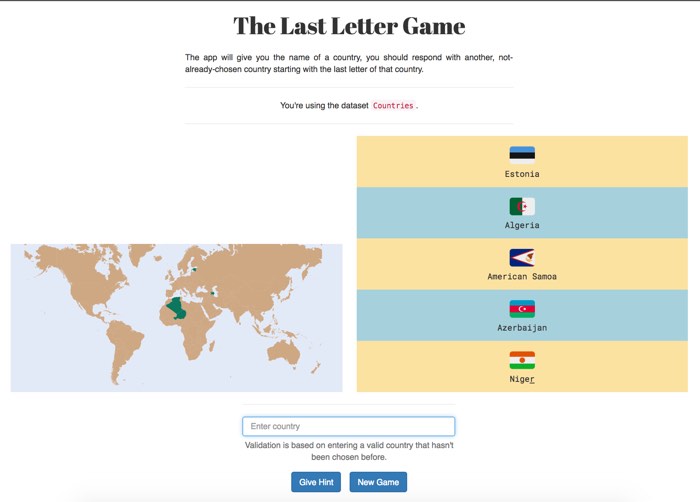 The Last Letter Game
The app will give you the name of a country, you should respond with another, not-
already-chosen country starting with the last letter of that country.
You're using the dataset Countries.
Estonia
Algeria
American Samoa
Azerbaijan
Niger
Enter country
Validation is based on entering a valid country that hasn't
been chosen before.
Give Hint New Game